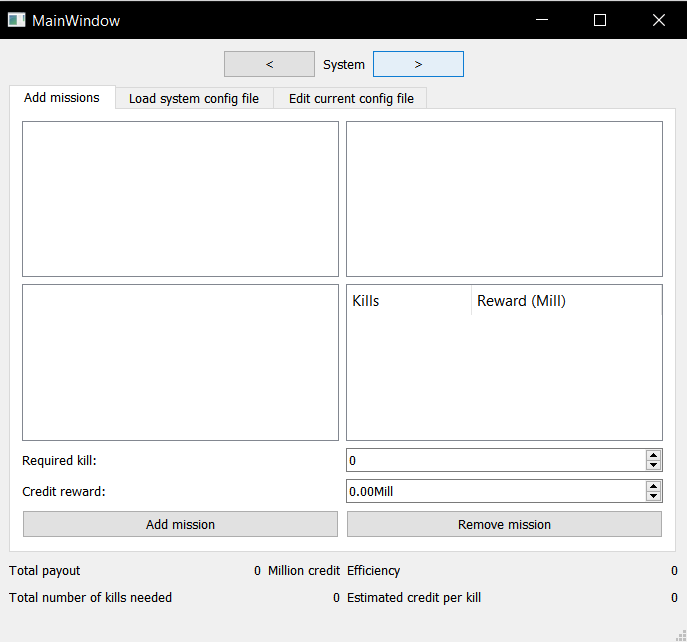 MainWindow
< System >
Add missions Load system config file Edit current config file
Kills Reward (Mill)
Required kill: 0
Credit reward: 0.00Mill
Add mission Remove mission
Total payout 0 Million credit Efficiency 0
Total number of kills needed 0 Estimated credit per kill 0